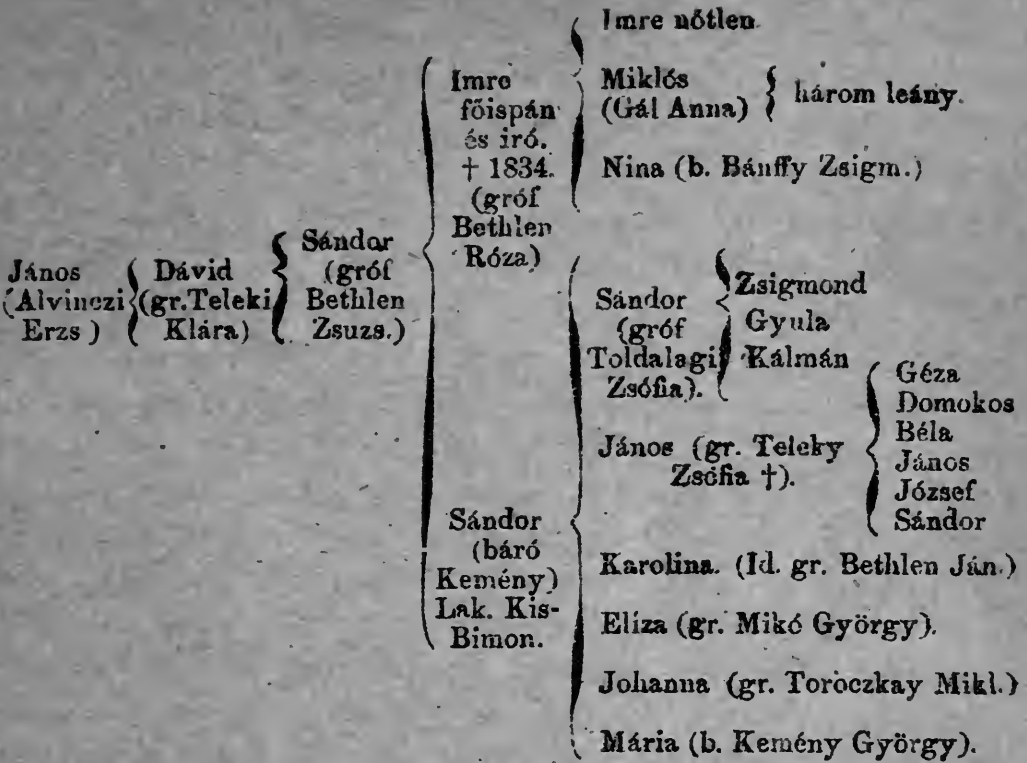 János
(Alvinczi
Erzs )
Dávid
(gr.Teleki
Klára)
Sándor
(gróf
Bethlen
Zsuzs.)
Imre
főispán
és iró.
† 1834.
(gróf
Bethlen
Róza)
Imre nőtlen
Miklós
(Gál Anna)
három leány.
Nina (b. Bánffy Zsigm.)
Sándor
(báró
Kemény)
Lak. Kis-
Bimon.
Sándor
(gróf
Toldalagi
Zsófia).
Zsigmond
Gyula
Kálmán
János (gr. Teleky
Zsófia †).
Géza
Domokos
Béla
János
József
Sándor
Karolina. (Id. gr. Bethlen Ján.)
Elíza (gr. Mikó György).
Johanna (gr. Toroczkay Mikl.)
Mária (b. Kemény György).